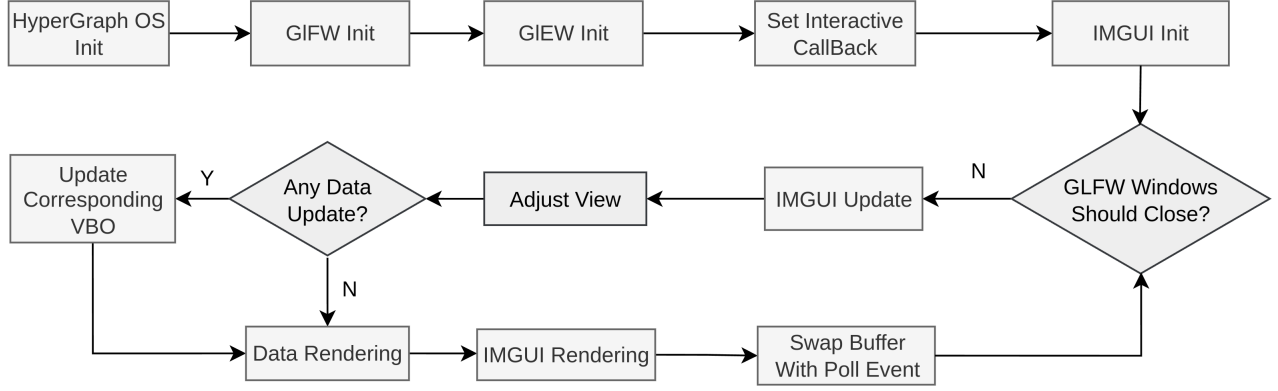 HyperGraph OS
Init
GlFW Init
GlEW Init
Set Interactive
CallBack
IMGUI Init
GLFW Windows
Should Close?
N
IMGUI Update
Adjust View
Any Data
Update?
Y
Update
Corresponding
VBO
N
Data Rendering
IMGUI Rendering
Swap Buffer
With Poll Event